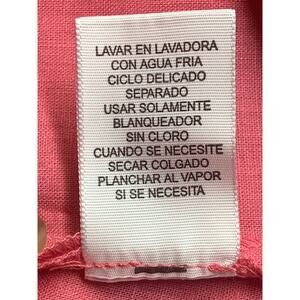 LAVAR EN LAVADORA
CON AGUA FRIA
CICLO DELICADO
SEPARADO
USAR SOLAMENTE
BLANQUEADOR
SIN CLORO
CUANDO SE NECESITE
SECAR COLGADO
PLANCHAR AL VAPOR
SI SE NECESITA